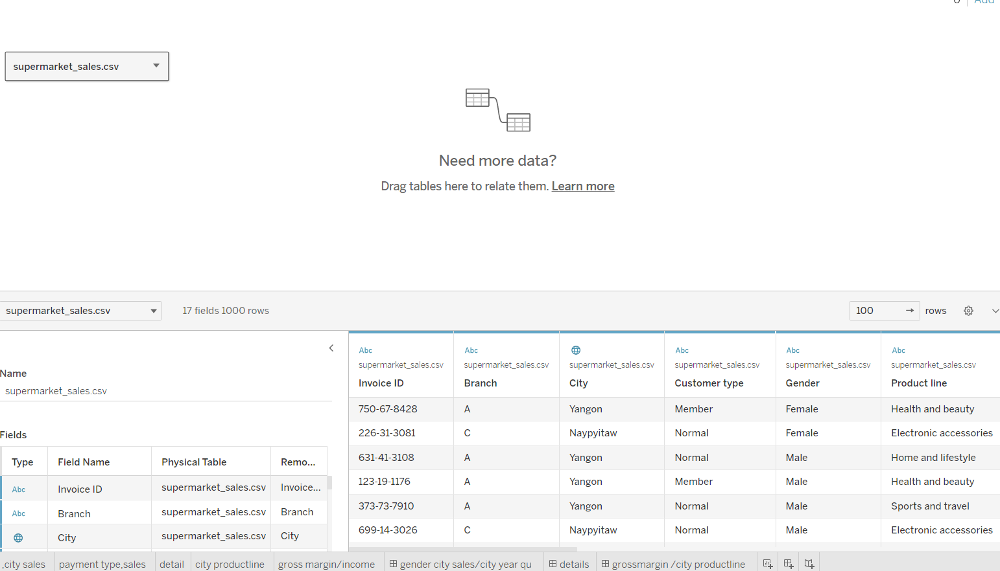 Add
supermarket_sales.csv
Need more data?
Drag tables here to relate them. Learn more
supermarket_sales.csv 17 fields 1000 rows 100 → rows
Name
supermarket_sales.csv
Fields
Type Field Name Physical Table Remo...
Abc Invoice ID supermarket_sales.csv Invoice...
Abc Branch supermarket_sales.csv Branch
City supermarket_sales.csv City
Abc Abc Abc Abc Abc
supermarket_sales.csv supermarket_sales.csv supermarket_sales.csv supermarket_sales.csv supermarket_sales.csv supermarket_sales.csv
Invoice ID Branch City Customer type Gender Product line
750-67-8428 A Yangon Member Female Health and beauty
226-31-3081 C Naypyitaw Normal Female Electronic accessories
631-41-3108 A Yangon Normal Male Home and lifestyle
123-19-1176 A Yangon Member Male Health and beauty
373-73-7910 A Yangon Normal Male Sports and travel
699-14-3026 C Naypyitaw Normal Male Electronic accessories
,city sales payment type,sales detail city productline gross margin/income gender city sales/city year qu details grossmargin /city productline